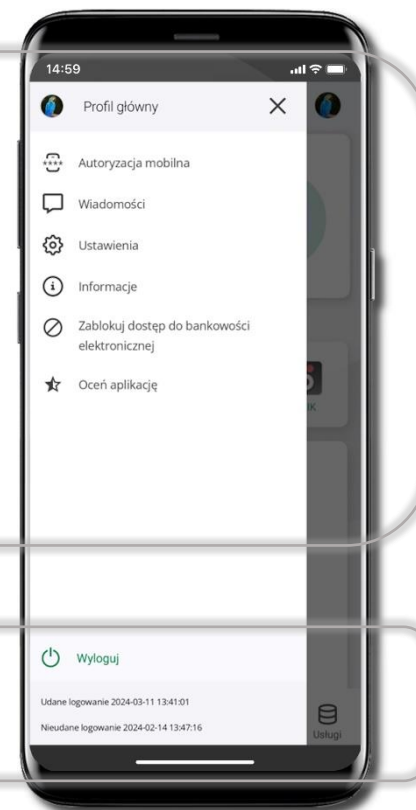 14:59
Profil główny
Autoryzacja mobilna
Wiadomości
Ustawienia
Informacje
Zablokuj dostęp do bankowości
elektronicznej
Oceń aplikację
IK
Wyloguj
Udane logowanie 2024-03-11 13:41:01
Nieudane logowanie 2024-02-14 13:47:16
Usługi